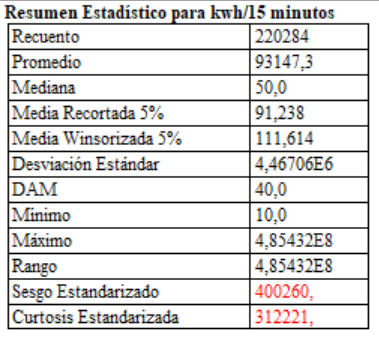 Resumen Estadístico para kwh/15 minutos
Recuento 220284
Promedio 93147,3
Mediana 50,0
Media Recortada 5% 91,238
Media Winsorizada 5% 111,614
Desviación Estándar 4,46706E6
DAM 40,0
Mínimo 10,0
Máximo 4,85432E8
Rango 4,85432E8
Sesgo Estandarizado 400260,
Curtosis Estandarizada 312221,